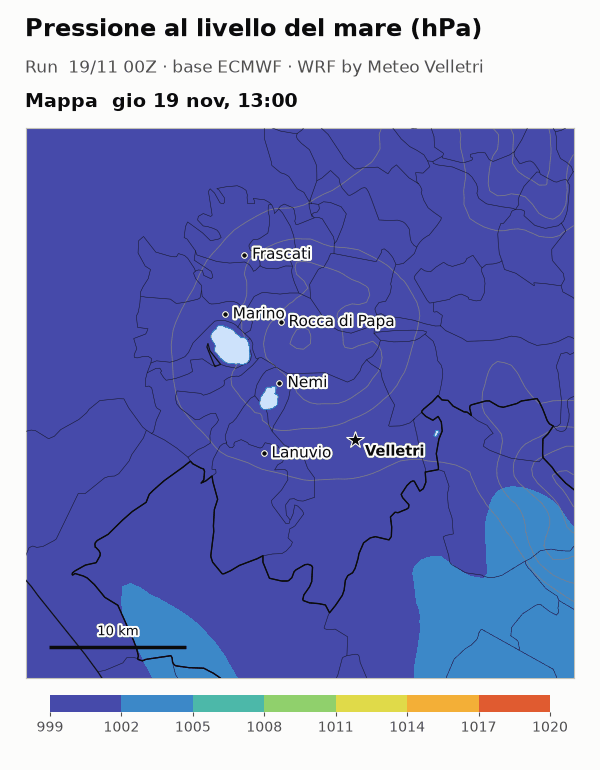 Pressione al livello del mare (hPa)
Run  19/11 00Z · base ECMWF · WRF by Meteo Velletri
Mappa  gio 19 nov, 13:00
Frascati
Marino
Rocca di Papa
Nemi
Velletri
Lanuvio
10 km
999 1002 1005 1008 1011 1014 1017 1020